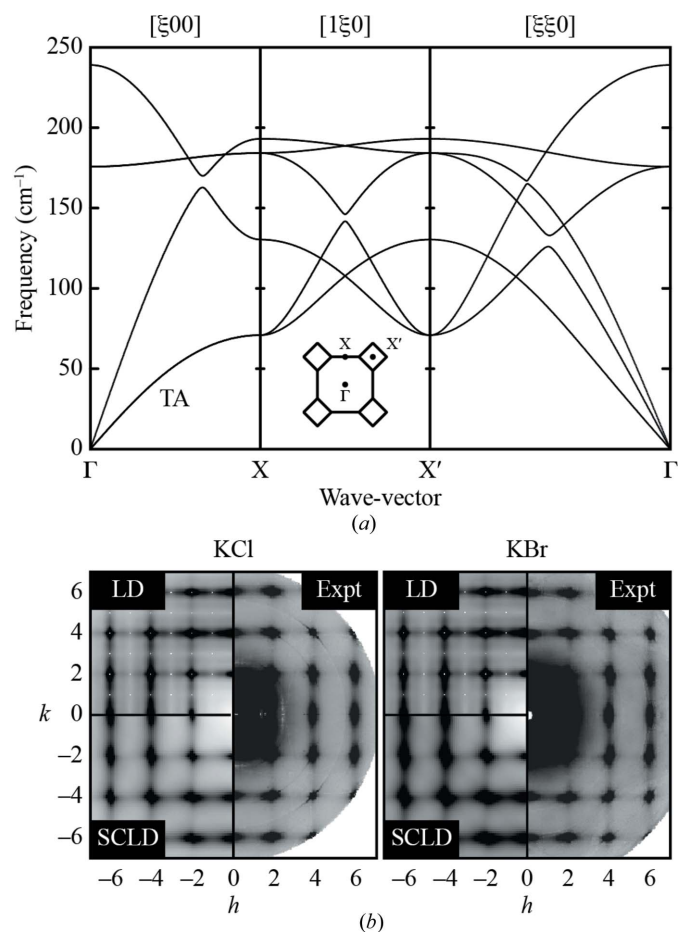 [ξ00] [1ξ0] [ξξ0]
250
200
150
100
50
0
Frequency (cm⁻¹)
TA
X X′
Γ
Γ X X′ Γ
Wave-vector
(a)
KCl KBr
LD Expt LD Expt
6
4
2
k 0
−2
−4
−6
SCLD SCLD
−6 −4 −2 0 2 4 6 −6 −4 −2 0 2 4 6
h h
(b)